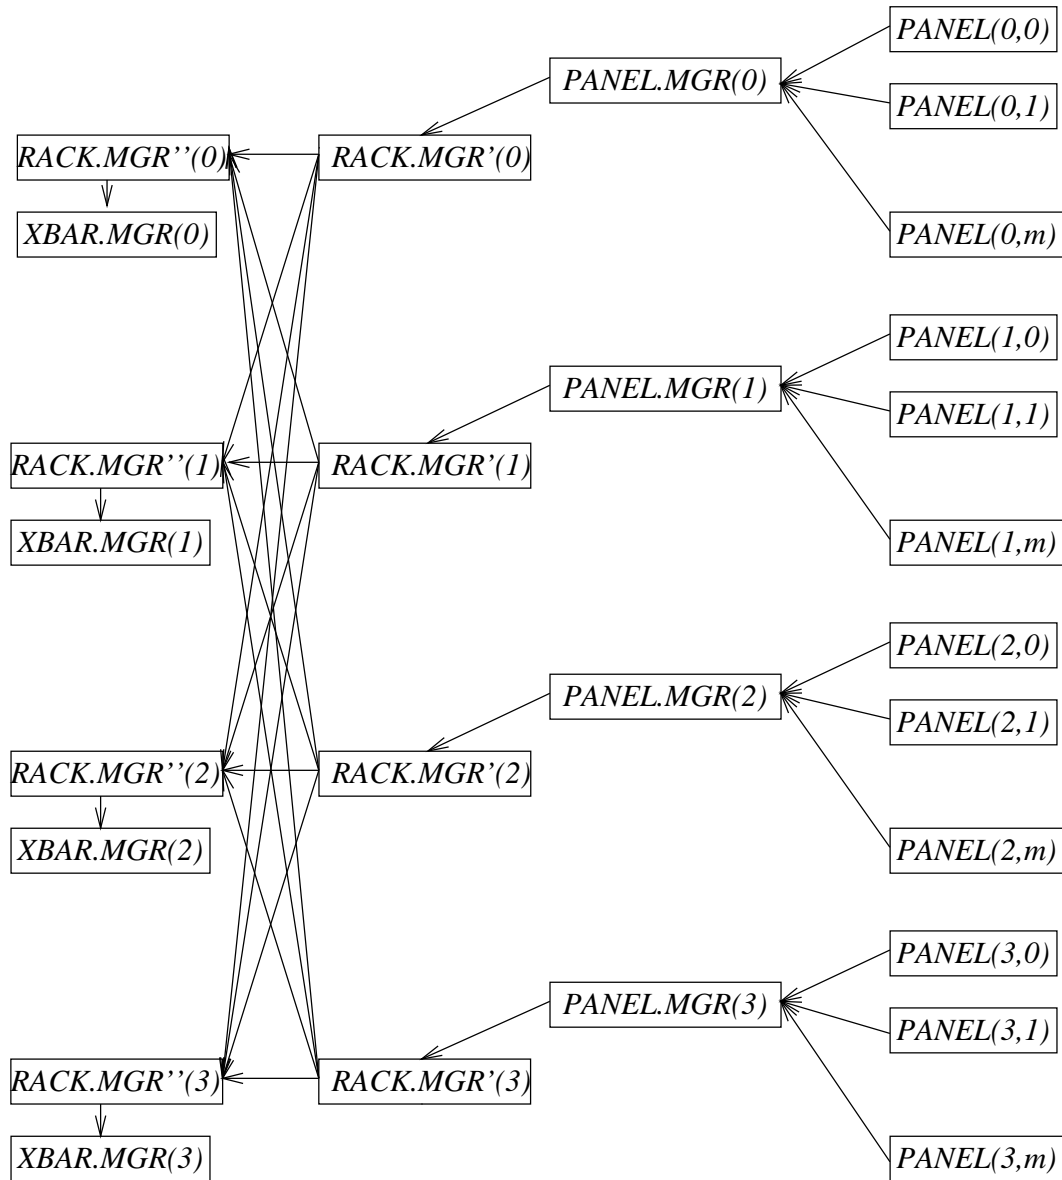 PANEL(0,0)
PANEL.MGR(0)
PANEL(0,1)
RACK.MGR’’(0)
RACK.MGR’(0)
XBAR.MGR(0)
PANEL(0,m)
PANEL(1,0)
PANEL.MGR(1)
PANEL(1,1)
RACK.MGR’’(1)
RACK.MGR’(1)
XBAR.MGR(1)
PANEL(1,m)
PANEL(2,0)
PANEL.MGR(2)
PANEL(2,1)
RACK.MGR’’(2)
RACK.MGR’(2)
XBAR.MGR(2)
PANEL(2,m)
PANEL(3,0)
PANEL.MGR(3)
PANEL(3,1)
RACK.MGR’’(3)
RACK.MGR’(3)
XBAR.MGR(3)
PANEL(3,m)